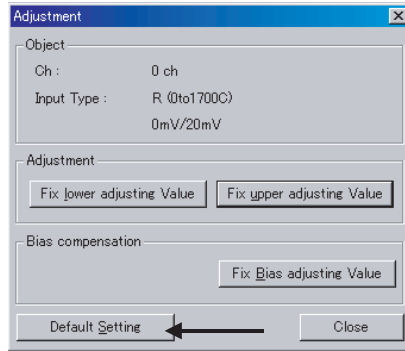 Adjustment
Object
Ch : 0 ch
Input Type : R (0to1700C)
0mV/20mV
Adjustment
Fix lower adjusting Value Fix upper adjusting Value
Bias compensation
Fix Bias adjusting Value
Default Setting Close